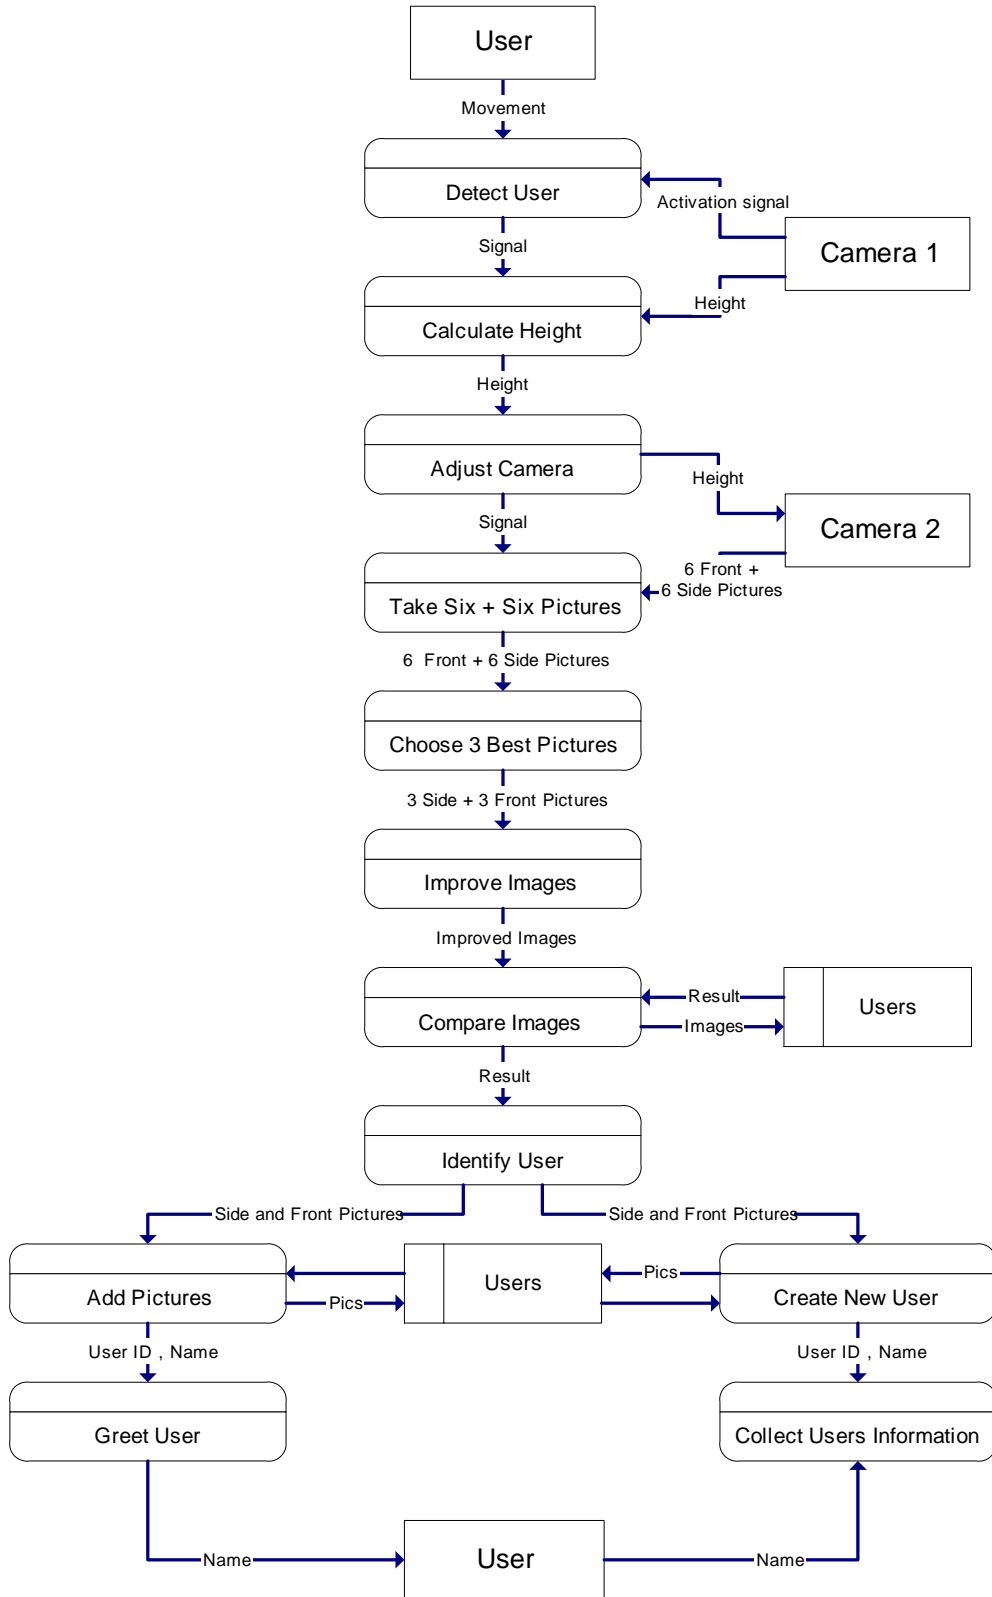 User
Movement
Detect User
Activation signal
Camera 1
Signal
Height
Calculate Height
Height
Adjust Camera
Height
Camera 2
Signal
6 Front +
6 Side Pictures
Take Six + Six Pictures
6 Front + 6 Side Pictures
Choose 3 Best Pictures
3 Side + 3 Front Pictures
Improve Images
Improved Images
Result
Users
Compare Images
Images
Result
Identify User
Side and Front Pictures
Side and Front Pictures
Users
Pics
Add Pictures
Pics
Create New User
User ID , Name
User ID , Name
Greet User
Collect Users Information
Name
User
Name